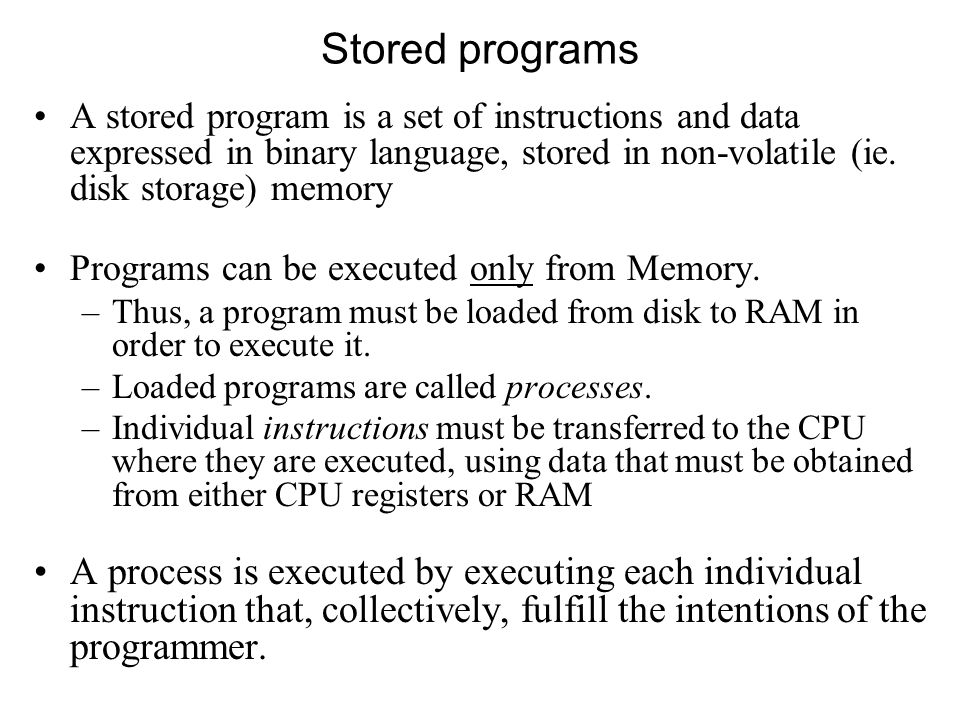 Stored programs
• A stored program is a set of instructions and data
expressed in binary language, stored in non-volatile (ie.
disk storage) memory
• Programs can be executed only from Memory.
–Thus, a program must be loaded from disk to RAM in
order to execute it.
–Loaded programs are called processes.
–Individual instructions must be transferred to the CPU
where they are executed, using data that must be obtained
from either CPU registers or RAM
• A process is executed by executing each individual
instruction that, collectively, fulfill the intentions of the
programmer.